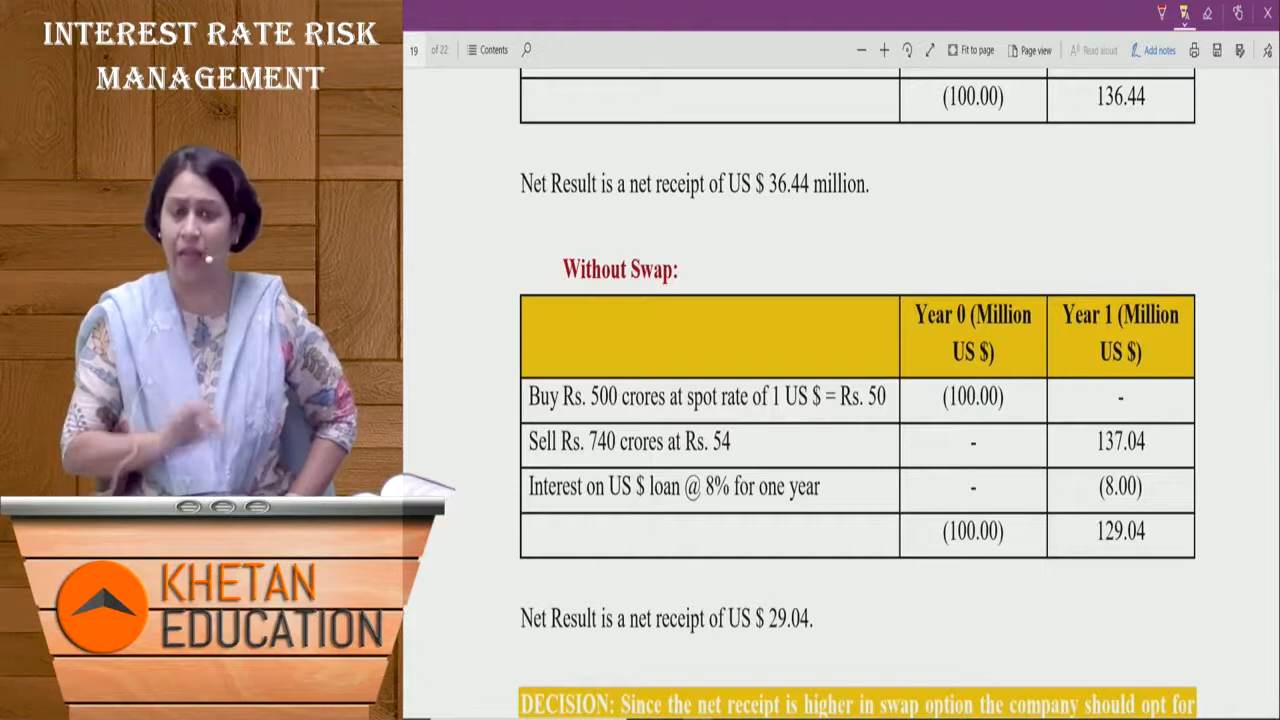 INTEREST RATE RISK
MANAGEMENT
19 of 22 Contents Fit to page Page view Read aloud Add notes
(100.00) 136.44
Net Result is a net receipt of US $ 36.44 million.
Without Swap:
Year 0 (Million Year 1 (Million
US $) US $)
Buy Rs. 500 crores at spot rate of 1 US $ = Rs. 50 (100.00) -
Sell Rs. 740 crores at Rs. 54 - 137.04
Interest on US $ loan @ 8% for one year - (8.00)
(100.00) 129.04
Net Result is a net receipt of US $ 29.04.
DECISION: Since the net receipt is higher in swap option the company should opt for
KHETAN
EDUCATION